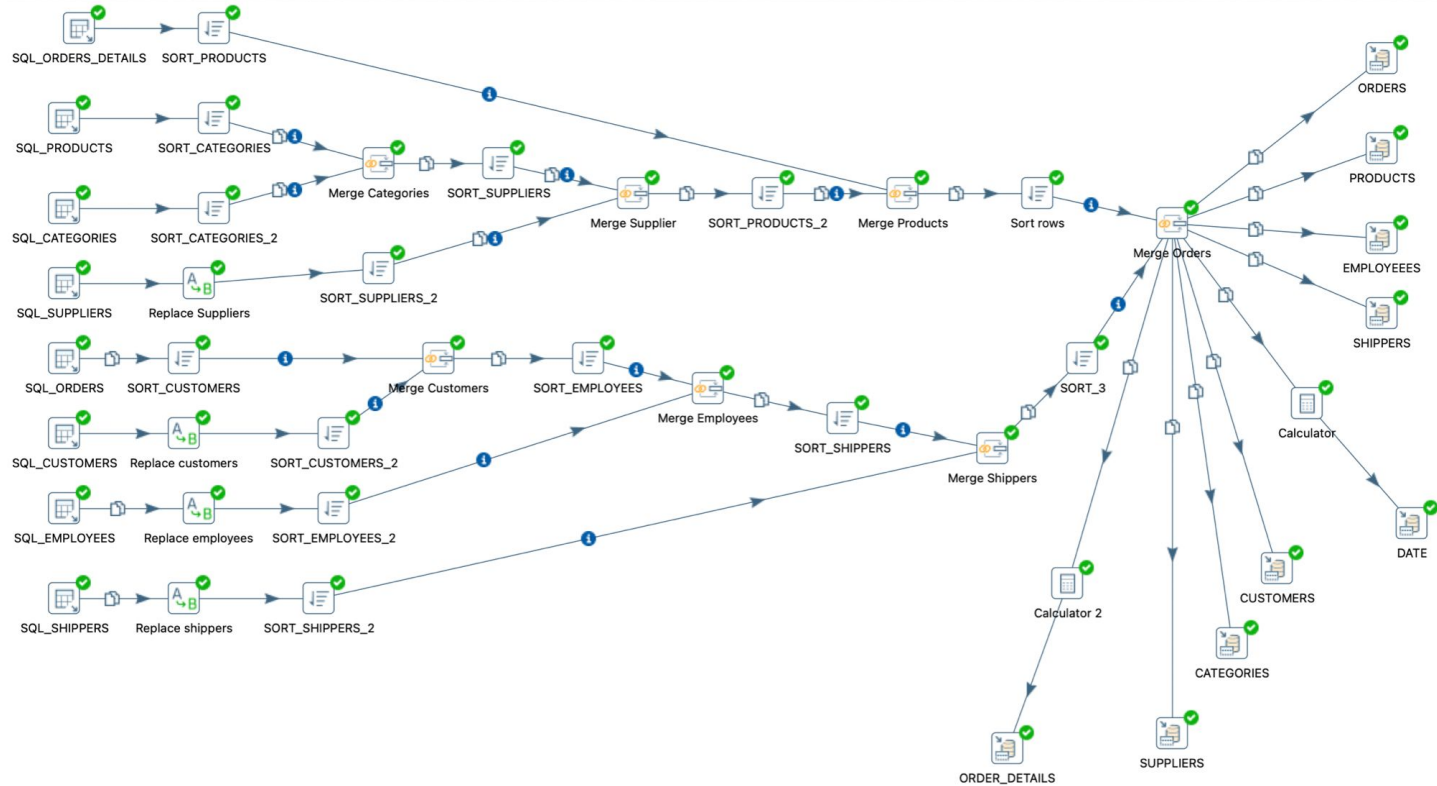 SQL_ORDERS_DETAILS
SORT_PRODUCTS
ORDERS
SQL_PRODUCTS
SORT_CATEGORIES
Merge Categories
SORT_SUPPLIERS
PRODUCTS
SQL_CATEGORIES
SORT_CATEGORIES_2
Merge Supplier
SORT_PRODUCTS_2
Merge Products
Sort rows
Merge Orders
EMPLOYEEES
SQL_SUPPLIERS
Replace Suppliers
SORT_SUPPLIERS_2
SHIPPERS
SQL_ORDERS
SORT_CUSTOMERS
Merge Customers
SORT_EMPLOYEES
Merge Employees
SORT_3
SQL_CUSTOMERS
Replace customers
SORT_CUSTOMERS_2
SORT_SHIPPERS
Merge Shippers
Calculator
SQL_EMPLOYEES
Replace employees
SORT_EMPLOYEES_2
DATE
SQL_SHIPPERS
Replace shippers
SORT_SHIPPERS_2
Calculator 2
CUSTOMERS
CATEGORIES
SUPPLIERS
ORDER_DETAILS